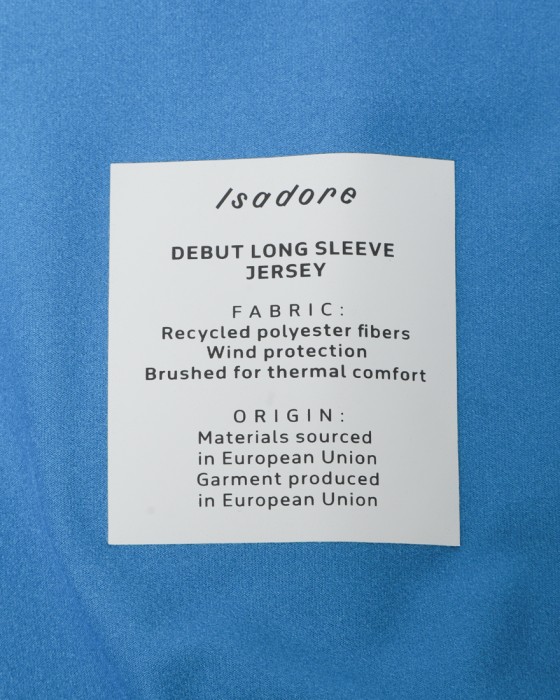 Isadore
DEBUT LONG SLEEVE
JERSEY
FABRIC:
Recycled polyester fibers
Wind protection
Brushed for thermal comfort
ORIGIN:
Materials sourced
in European Union
Garment produced
in European Union